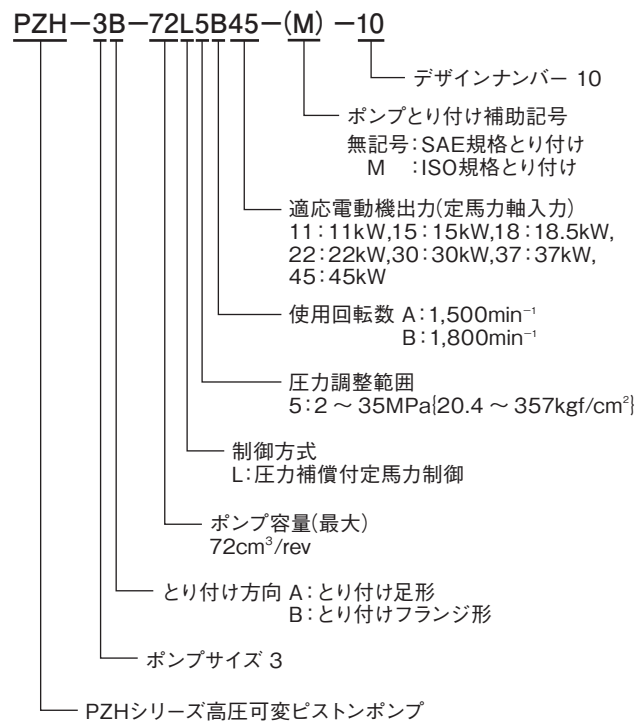 PZH-3B-72L5B45-(M)-10
デザインナンバー 10
ポンプとり付け補助記号
無記号:SAE規格とり付け
M :ISO規格とり付け
適応電動機出力(定馬力軸入力)
11:11kW,15:15kW,18:18.5kW,
22:22kW,30:30kW,37:37kW,
45:45kW
使用回転数 A:1,500min⁻¹
B:1,800min⁻¹
圧力調整範囲
5:2 ~ 35MPa{20.4 ~ 357kgf/cm²}
制御方式
L:圧力補償付定馬力制御
ポンプ容量(最大)
72cm³/rev
とり付け方向 A:とり付け足形
B:とり付けフランジ形
ポンプサイズ 3
PZHシリーズ高圧可変ピストンポンプ